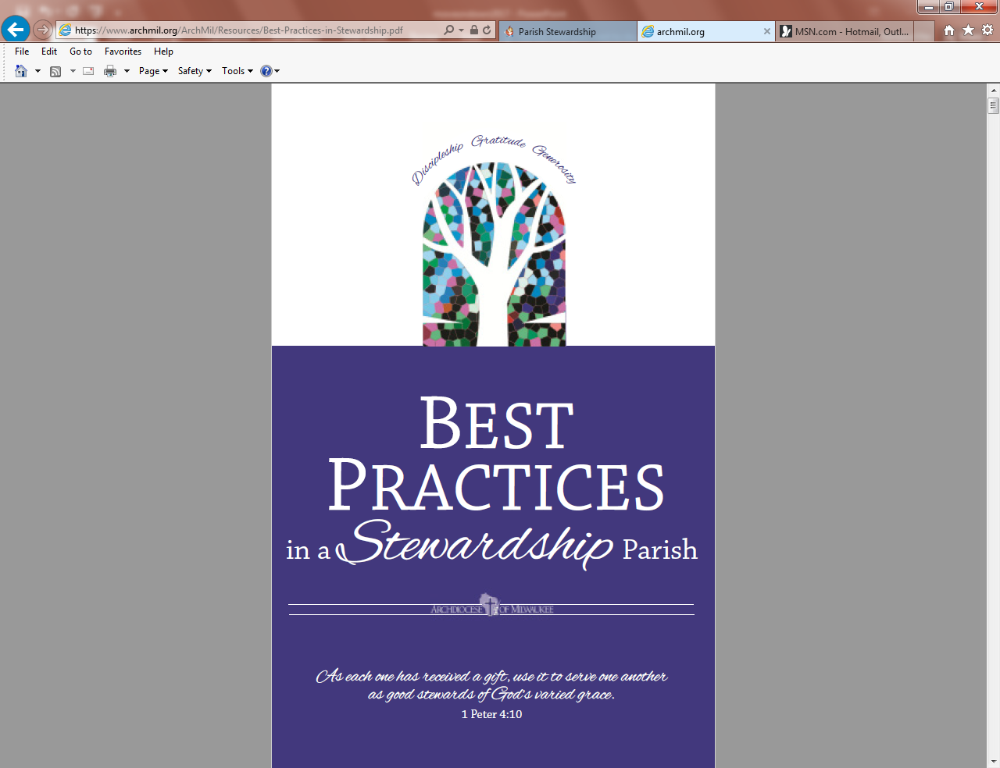 https://www.archmil.org/ArchMil/Resources/Best-Practices-in-Stewardship.pdf
Parish Stewardship
archmil.org
MSN.com - Hotmail, Outl...
File Edit Go to Favorites Help
Page Safety Tools
Discipleship Gratitude Generosity
BEST
PRACTICES
in a Stewardship Parish
ARCHDIOCESE OF MILWAUKEE
As each one has received a gift, use it to serve one another
as good stewards of God's varied grace.
1 Peter 4:10